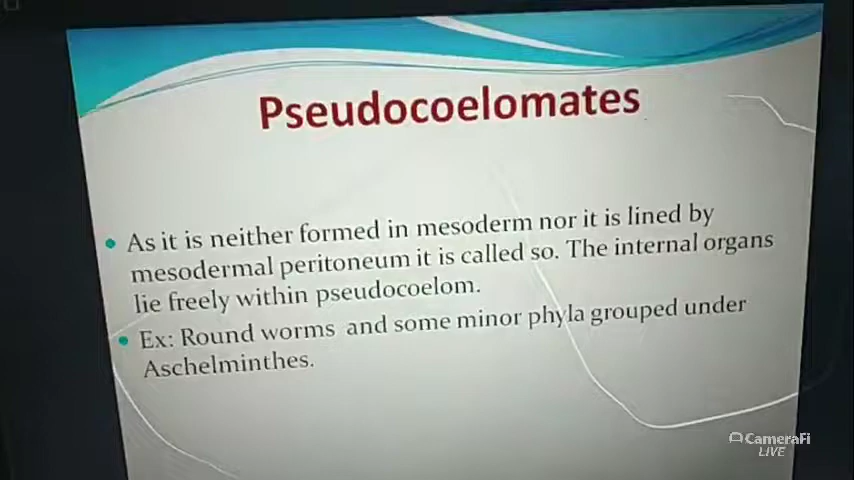 Pseudocoelomates
As it is neither formed in mesoderm nor it is lined by
mesodermal peritoneum it is called so. The internal organs
lie freely within pseudocoelom.
Ex: Round worms and some minor phyla grouped under
Aschelminthes.
CameraFi
LIVE